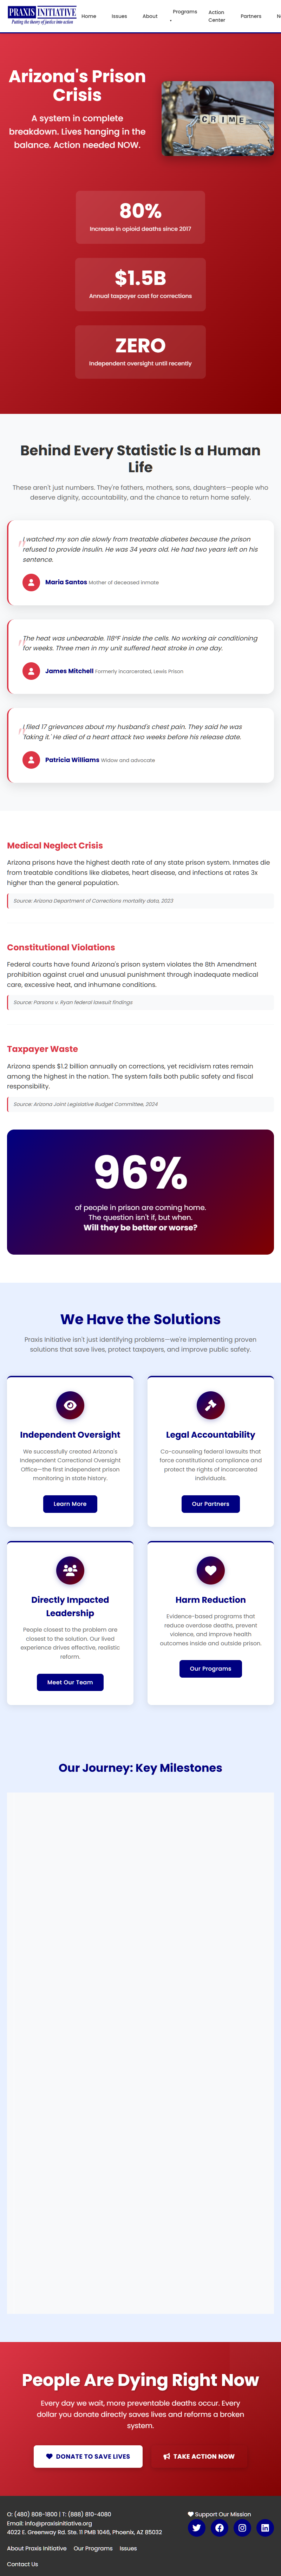 PRAXIS INITIATIVE
Putting the theory of justice into action
Home
Issues
About
Programs
Action
Center
Partners
Arizona's Prison
Crisis
A system in complete
breakdown. Lives hanging in the
balance. Action needed NOW.
CRIME
80%
Increase in opioid deaths since 2017
$1.5B
Annual taxpayer cost for corrections
ZERO
Independent oversight until recently
Behind Every Statistic Is a Human
Life
These aren't just numbers. They're fathers, mothers, sons, daughters—people who
deserve dignity, accountability, and the chance to return home safely.
I watched my son die slowly from treatable diabetes because the prison
refused to provide insulin. He was 34 years old. He had two years left on his
sentence.
Maria Santos Mother of deceased inmate
The heat was unbearable. 118°F inside the cells. No working air conditioning
for weeks. Three men in my unit suffered heat stroke in one day.
James Mitchell Formerly incarcerated, Lewis Prison
I filed 17 grievances about my husband's chest pain. They said he was
'faking it.' He died of a heart attack two weeks before his release date.
Patricia Williams Widow and advocate
Medical Neglect Crisis
Arizona prisons have the highest death rate of any state prison system. Inmates die
from treatable conditions like diabetes, heart disease, and infections at rates 3x
higher than the general population.
Source: Arizona Department of Corrections mortality data, 2023
Constitutional Violations
Federal courts have found Arizona's prison system violates the 8th Amendment
prohibition against cruel and unusual punishment through inadequate medical
care, excessive heat, and inhumane conditions.
Source: Parsons v. Ryan federal lawsuit findings
Taxpayer Waste
Arizona spends $1.2 billion annually on corrections, yet recidivism rates remain
among the highest in the nation. The system fails both public safety and fiscal
responsibility.
Source: Arizona Joint Legislative Budget Committee, 2024
96%
of people in prison are coming home.
The question isn't if, but when.
Will they be better or worse?
We Have the Solutions
Praxis Initiative isn't just identifying problems—we're implementing proven
solutions that save lives, protect taxpayers, and improve public safety.
Independent Oversight
We successfully created Arizona's
Independent Correctional Oversight
Office—the first independent prison
monitoring in state history.
Learn More
Legal Accountability
Co-counseling federal lawsuits that
force constitutional compliance and
protect the rights of incarcerated
individuals.
Our Partners
Directly Impacted
Leadership
People closest to the problem are
closest to the solution. Our lived
experience drives effective, realistic
reform.
Meet Our Team
Harm Reduction
Evidence-based programs that
reduce overdose deaths, prevent
violence, and improve health
outcomes inside and outside prison.
Our Programs
Our Journey: Key Milestones
People Are Dying Right Now
Every day we wait, more preventable deaths occur. Every
dollar you donate directly saves lives and reforms a broken
system.
DONATE TO SAVE LIVES
TAKE ACTION NOW
O: (480) 608-1800 | T: (888) 810-4080
Email: info@praxisinitiative.org
4022 E. Greenway Rd. Ste. 11 PMB 1046, Phoenix, AZ 85032
Support Our Mission
About Praxis Initiative
Our Programs
Issues
Contact Us